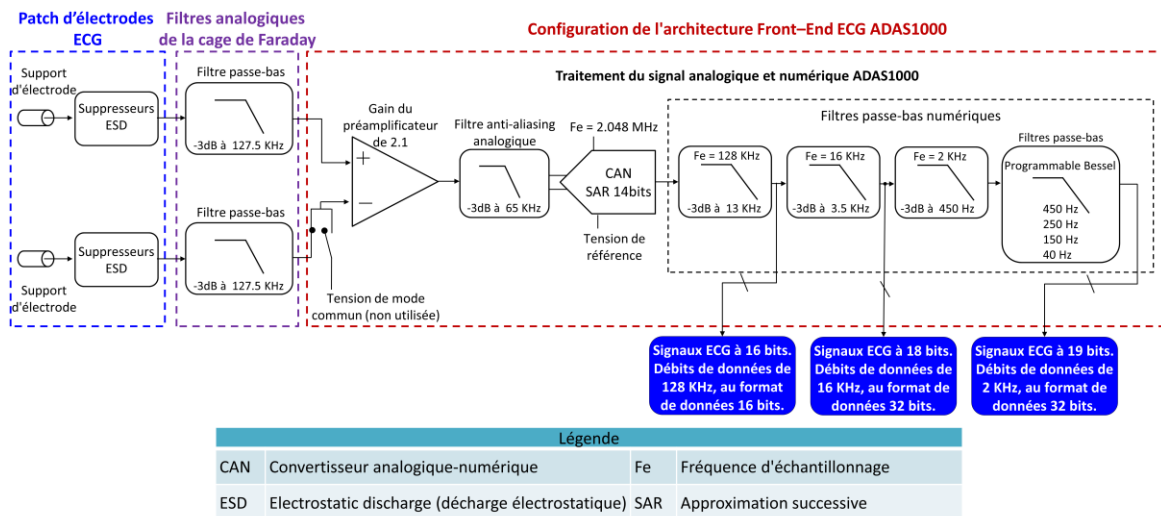 Patch d'électrodes
ECG
Filtres analogiques
de la cage de Faraday
Configuration de l'architecture Front–End ECG ADAS1000
Support
d'électrode
Suppresseurs
ESD
Filtre passe-bas
-3dB à 127.5 KHz
Support
d'électrode
Suppresseurs
ESD
Filtre passe-bas
-3dB à 127.5 KHz
Traitement du signal analogique et numérique ADAS1000
Gain du
préamplificateur
de 2.1
+
−
Tension de mode
commun (non utilisée)
Filtre anti-aliasing
analogique
-3dB à 65 KHz
Fe = 2.048 MHz
CAN
SAR 14bits
Tension de
référence
Filtres passe-bas numériques
Fe = 128 KHz
-3dB à 13 KHz
Fe = 16 KHz
-3dB à 3.5 KHz
Fe = 2 KHz
-3dB à 450 Hz
Filtres passe-bas
Programmable Bessel
450 Hz
250 Hz
150 Hz
40 Hz
Signaux ECG à 16 bits.
Débits de données de
128 KHz, au format
de données 16 bits.
Signaux ECG à 18 bits.
Débits de données de
16 KHz, au format de
données 32 bits.
Signaux ECG à 19 bits.
Débits de données de
2 KHz, au format de
données 32 bits.
Légende
CAN Convertisseur analogique-numérique Fe Fréquence d'échantillonnage
ESD Electrostatic discharge (décharge électrostatique) SAR Approximation successive